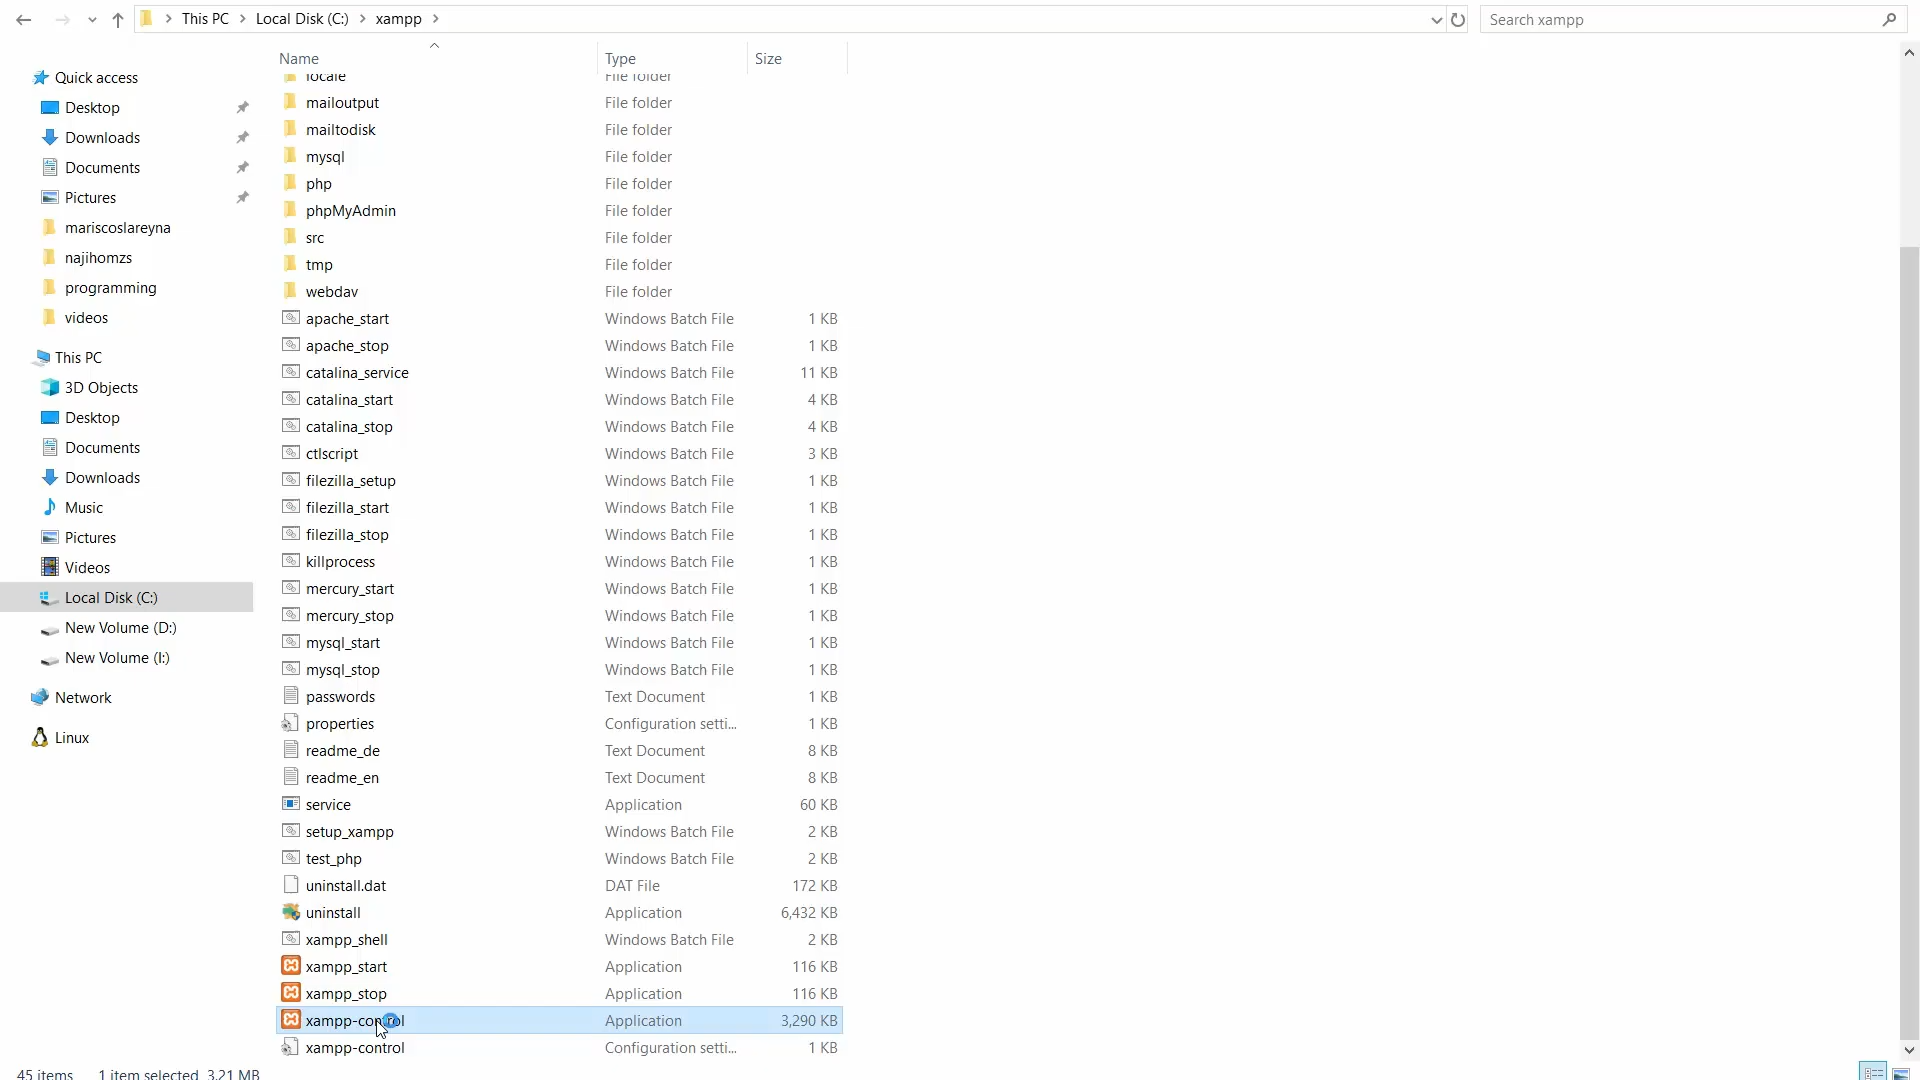 This PC > Local Disk (C:) > xampp >
Search xampp
Name Type Size
Quick access
Desktop
Downloads
Documents
Pictures
mariscoslareyna
najihomzs
programming
videos
This PC
3D Objects
Desktop
Documents
Downloads
Music
Pictures
Videos
Local Disk (C:)
New Volume (D:)
New Volume (I:)
Network
Linux
locale File folder
mailoutput File folder
mailtodisk File folder
mysql File folder
php File folder
phpMyAdmin File folder
src File folder
tmp File folder
webdav File folder
apache_start Windows Batch File 1 KB
apache_stop Windows Batch File 1 KB
catalina_service Windows Batch File 11 KB
catalina_start Windows Batch File 4 KB
catalina_stop Windows Batch File 4 KB
ctlscript Windows Batch File 3 KB
filezilla_setup Windows Batch File 1 KB
filezilla_start Windows Batch File 1 KB
filezilla_stop Windows Batch File 1 KB
killprocess Windows Batch File 1 KB
mercury_start Windows Batch File 1 KB
mercury_stop Windows Batch File 1 KB
mysql_start Windows Batch File 1 KB
mysql_stop Windows Batch File 1 KB
passwords Text Document 1 KB
properties Configuration setti... 1 KB
readme_de Text Document 8 KB
readme_en Text Document 8 KB
service Application 60 KB
setup_xampp Windows Batch File 2 KB
test_php Windows Batch File 2 KB
uninstall.dat DAT File 172 KB
uninstall Application 6,432 KB
xampp_shell Windows Batch File 2 KB
xampp_start Application 116 KB
xampp_stop Application 116 KB
xampp-control Application 3,290 KB
xampp-control Configuration setti... 1 KB
45 items 1 item selected 3.21 MB